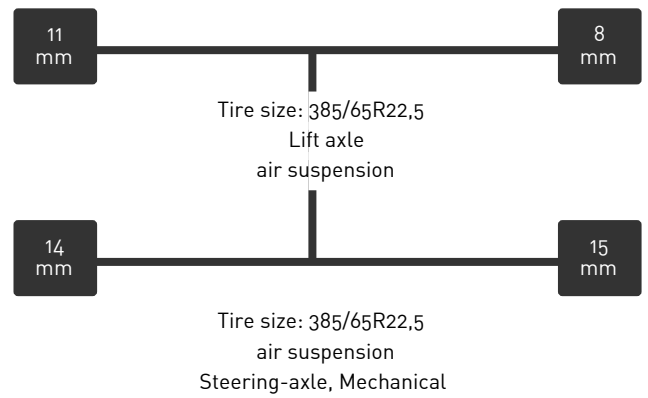 11
mm
8
mm
Tire size: 385/65R22,5
Lift axle
air suspension
14
mm
15
mm
Tire size: 385/65R22,5
air suspension
Steering-axle, Mechanical